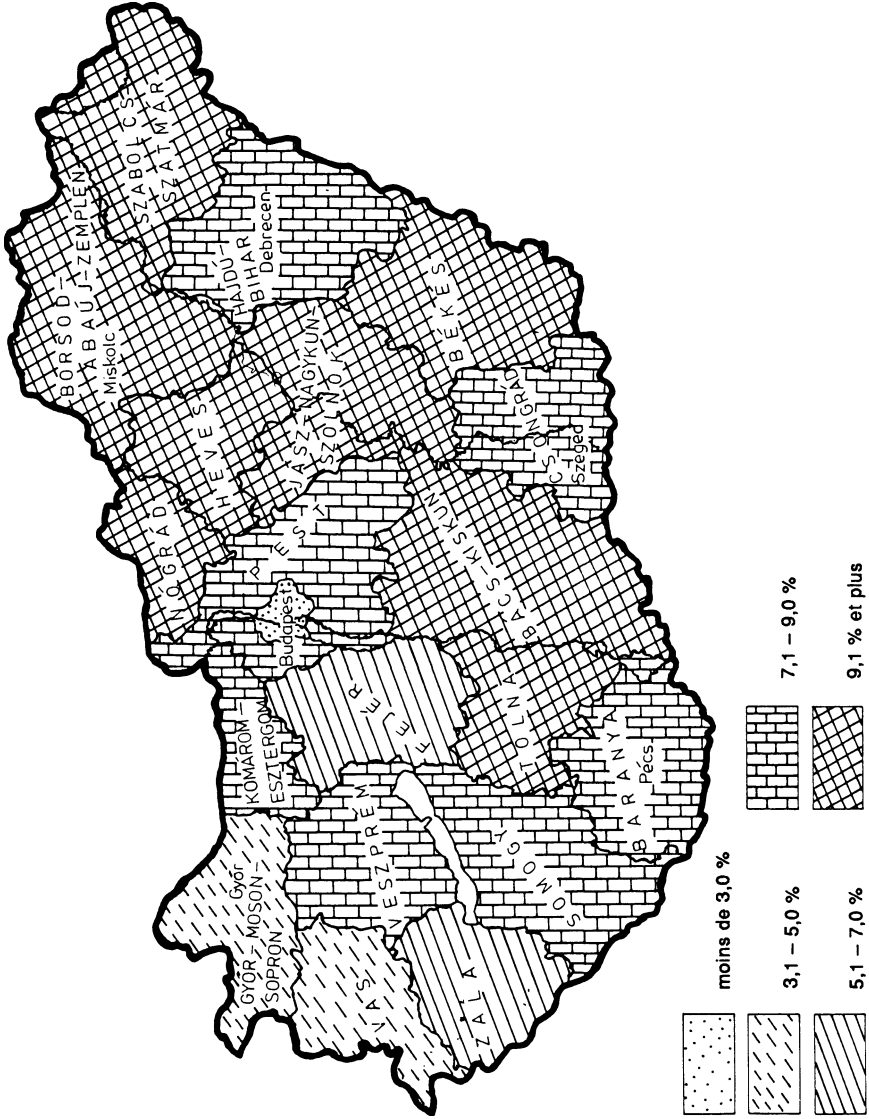 BORSOD–
ABAÚJ–ZEMPLÉN
Miskolc
SZABOLCS–
SZATMÁR
NÓGRÁD
HEVES
HAJDÚ–
BIHAR
Debrecen
GYŐR – MOSON–
SOPRON
Győr
KOMÁROM–
ESZTERGOM
Budapest
PEST
JÁSZ–NAGYKUN–
SZOLNOK
VAS
VESZPRÉM
FEJÉR
BÉKÉS
ZALA
SOMOGY
TOLNA
BÁCS–KISKUN
CSONGRÁD
Szeged
BARANYA
Pécs
moins de 3,0 %
3,1 – 5,0 %
5,1 – 7,0 %
7,1 – 9,0 %
9,1 % et plus